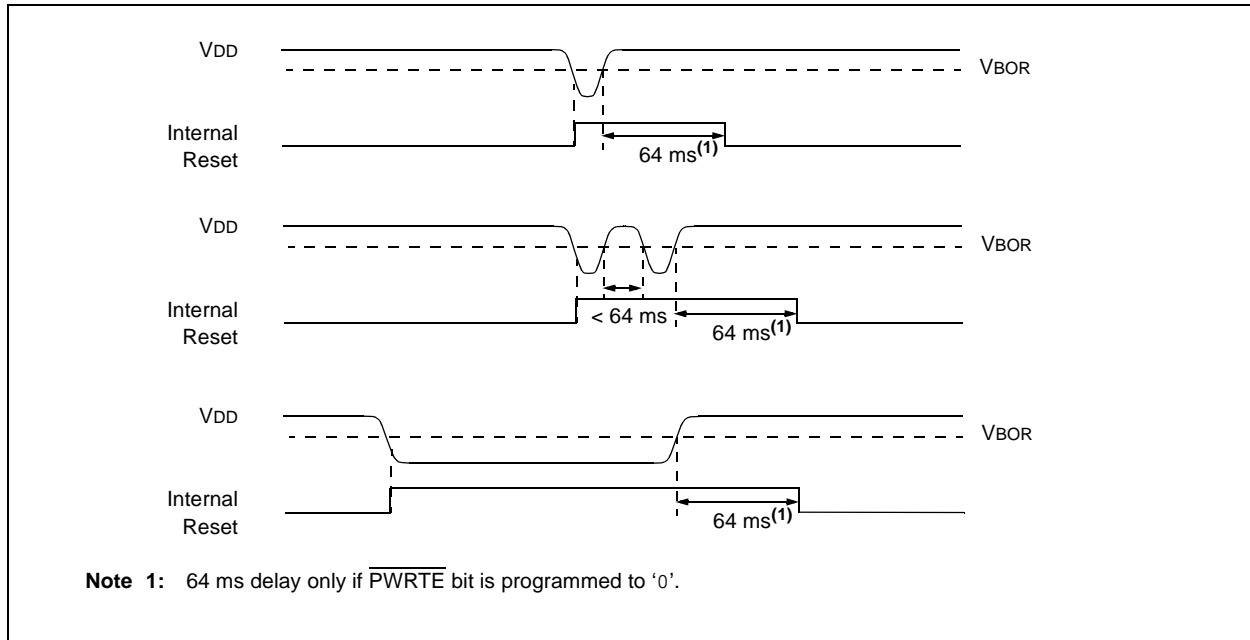 VDD
VBOR
Internal
Reset
64 ms(1)
VDD
VBOR
Internal
Reset
< 64 ms
64 ms(1)
VDD
VBOR
Internal
Reset
64 ms(1)
Note 1: 64 ms delay only if PWRTE bit is programmed to ‘0’.